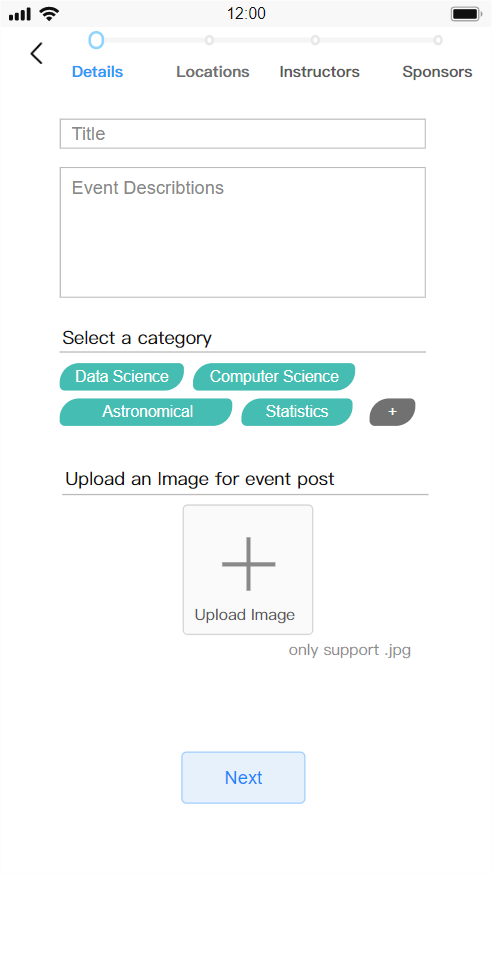 12:00
Details Locations Instructors Sponsors
Title
Event Describtions
Select a category
Data Science Computer Science
Astronomical Statistics +
Upload an Image for event post
Upload Image
only support .jpg
Next